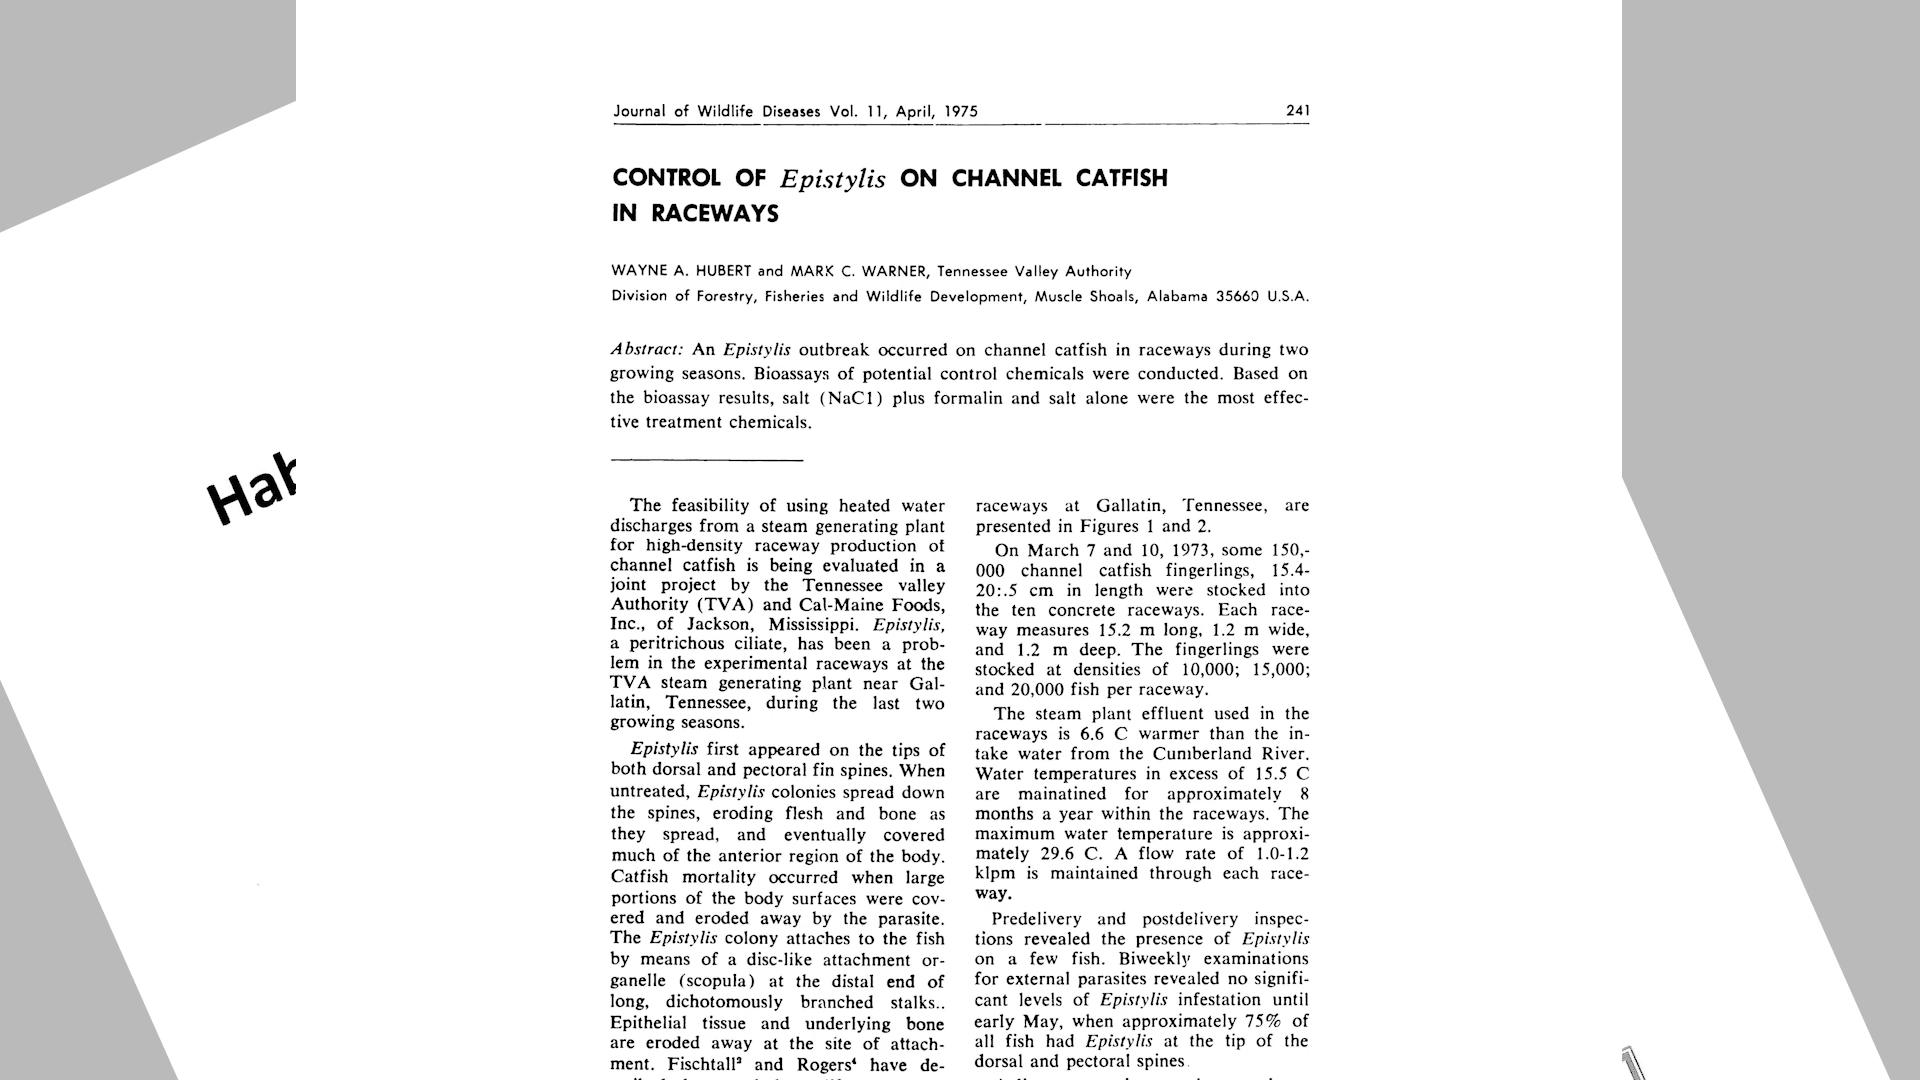 Journal of Wildlife Diseases Vol. 11, April, 1975 241
CONTROL OF Epistylis ON CHANNEL CATFISH
IN RACEWAYS
WAYNE A. HUBERT and MARK C. WARNER, Tennessee Valley Authority
Division of Forestry, Fisheries and Wildlife Development, Muscle Shoals, Alabama 35660 U.S.A.
Abstract: An Epistylis outbreak occurred on channel catfish in raceways during two
growing seasons. Bioassays of potential control chemicals were conducted. Based on
the bioassay results, salt (NaC1) plus formalin and salt alone were the most effec-
tive treatment chemicals.
Hab
The feasibility of using heated water
discharges from a steam generating plant
for high-density raceway production of
channel catfish is being evaluated in a
joint project by the Tennessee valley
Authority (TVA) and Cal-Maine Foods,
Inc., of Jackson, Mississippi. Epistylis,
a peritrichous ciliate, has been a prob-
lem in the experimental raceways at the
TVA steam generating plant near Gal-
latin, Tennessee, during the last two
growing seasons.
Epistylis first appeared on the tips of
both dorsal and pectoral fin spines. When
untreated, Epistylis colonies spread down
the spines, eroding flesh and bone as
they spread, and eventually covered
much of the anterior region of the body.
Catfish mortality occurred when large
portions of the body surfaces were cov-
ered and eroded away by the parasite.
The Epistylis colony attaches to the fish
by means of a disc-like attachment or-
ganelle (scopula) at the distal end of
long, dichotomously branched stalks..
Epithelial tissue and underlying bone
are eroded away at the site of attach-
ment. Fischtall³ and Rogers⁴ have de-
raceways at Gallatin, Tennessee, are
presented in Figures 1 and 2.
On March 7 and 10, 1973, some 150,-
000 channel catfish fingerlings, 15.4-
20:.5 cm in length were stocked into
the ten concrete raceways. Each race-
way measures 15.2 m long, 1.2 m wide,
and 1.2 m deep. The fingerlings were
stocked at densities of 10,000; 15,000;
and 20,000 fish per raceway.
The steam plant effluent used in the
raceways is 6.6 C warmer than the in-
take water from the Cumberland River.
Water temperatures in excess of 15.5 C
are mainatined for approximately 8
months a year within the raceways. The
maximum water temperature is approxi-
mately 29.6 C. A flow rate of 1.0-1.2
klpm is maintained through each race-
way.
Predelivery and postdelivery inspec-
tions revealed the presence of Epistylis
on a few fish. Biweekly examinations
for external parasites revealed no signifi-
cant levels of Epistylis infestation until
early May, when approximately 75% of
all fish had Epistylis at the tip of the
dorsal and pectoral spines.